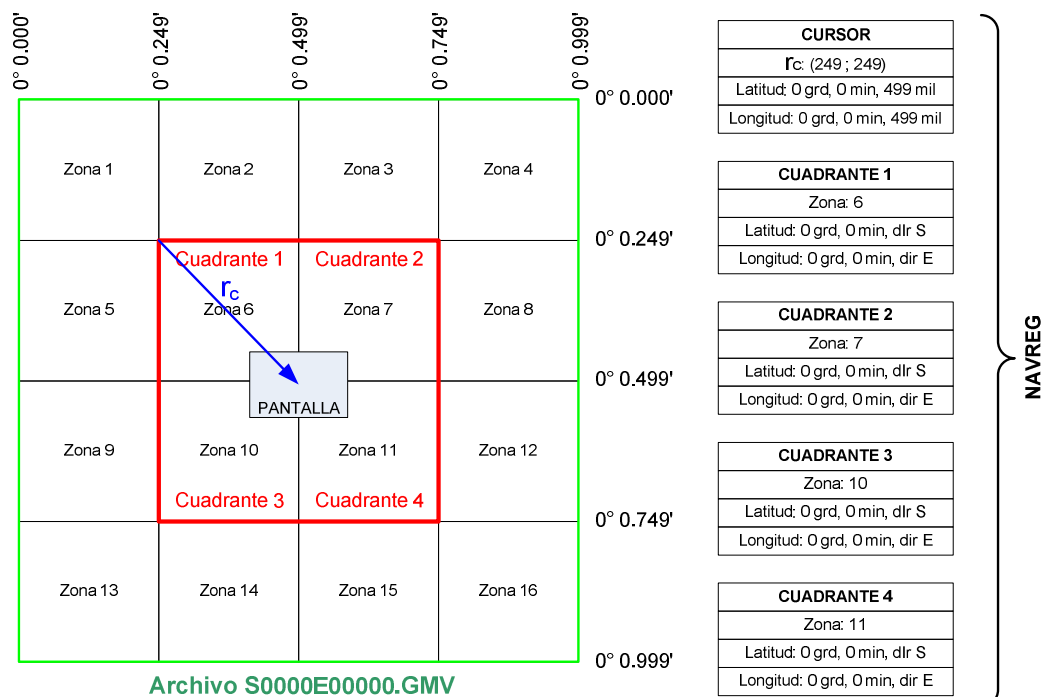 0° 0.000'
0° 0.249'
0° 0.499'
0° 0.749'
0° 0.999'
0° 0.000'
0° 0.249'
0° 0.499'
0° 0.749'
0° 0.999'
Zona 1
Zona 2
Zona 3
Zona 4
Cuadrante 1
Cuadrante 2
rc
Zona 5
Zona 6
Zona 7
Zona 8
PANTALLA
Zona 9
Zona 10
Zona 11
Zona 12
Cuadrante 3
Cuadrante 4
Zona 13
Zona 14
Zona 15
Zona 16
Archivo S0000E00000.GMV
CURSOR
rc: (249 ; 249)
Latitud: 0 grd, 0 min, 499 mil
Longitud: 0 grd, 0 min, 499 mil
CUADRANTE 1
Zona: 6
Latitud: 0 grd, 0 min, dir S
Longitud: 0 grd, 0 min, dir E
CUADRANTE 2
Zona: 7
Latitud: 0 grd, 0 min, dir S
Longitud: 0 grd, 0 min, dir E
CUADRANTE 3
Zona: 10
Latitud: 0 grd, 0 min, dir S
Longitud: 0 grd, 0 min, dir E
CUADRANTE 4
Zona: 11
Latitud: 0 grd, 0 min, dir S
Longitud: 0 grd, 0 min, dir E
NAVREG